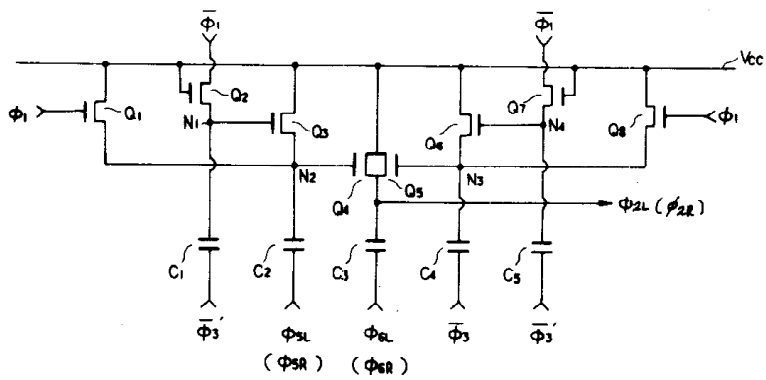 ϕ̄1 ϕ̄1
Vcc
ϕ1 Q1 Q2 Q3 Q6 Q7 Q8 ϕ1
N1 N4
N2 Q4 Q5 N3
ϕ2L (ϕ2R)
C1 C2 C3 C4 C5
ϕ̄3' ϕ5L ϕ6L ϕ̄3 ϕ̄3'
(ϕ5R) (ϕ6R)